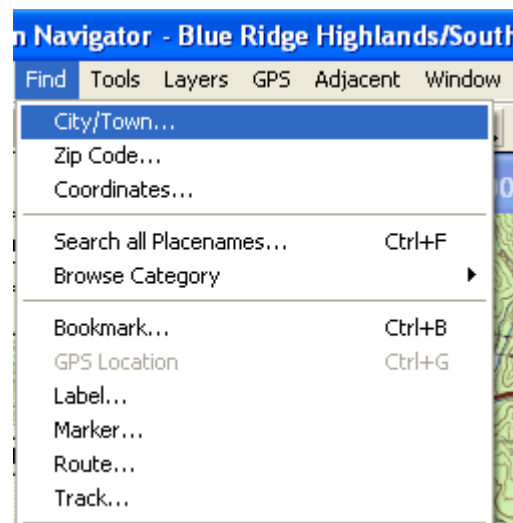 n Navigator - Blue Ridge Highlands/South
Find Tools Layers GPS Adjacent Window
City/Town...
Zip Code...
Coordinates...
Search all Placenames... Ctrl+F
Browse Category
Bookmark... Ctrl+B
GPS Location Ctrl+G
Label...
Marker...
Route...
Track...